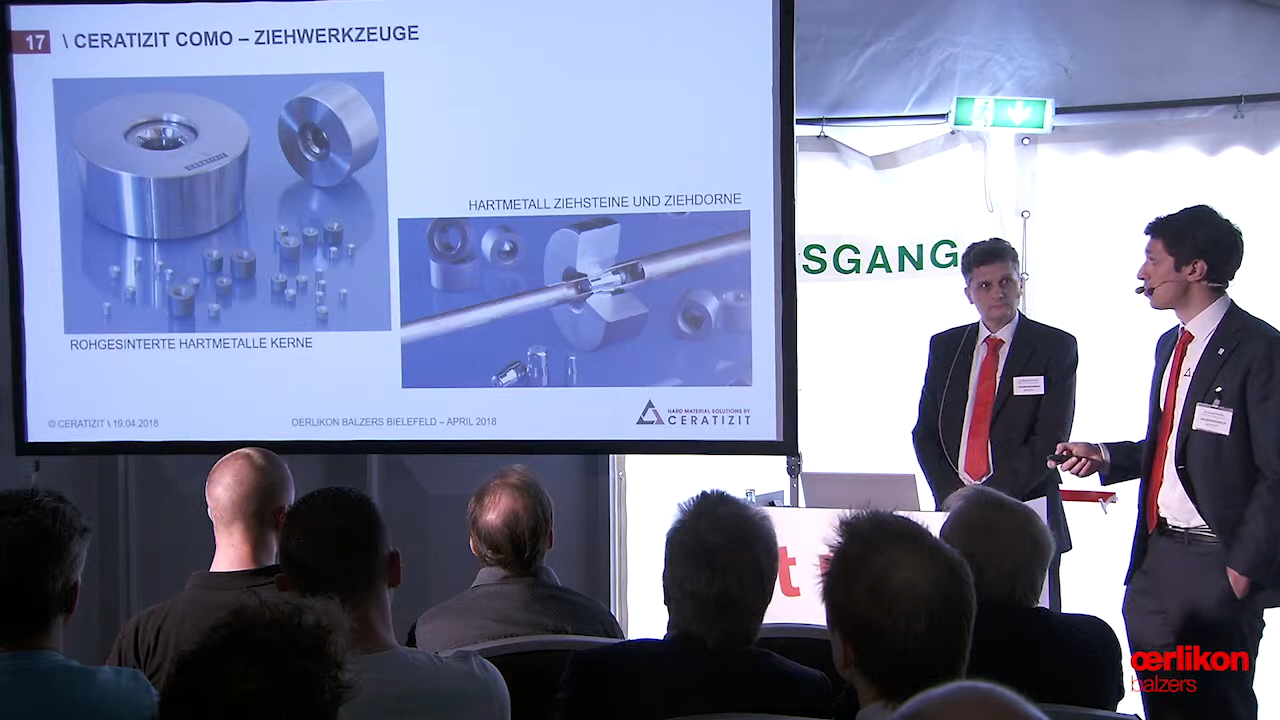 17 \ CERATIZIT COMO – ZIEHWERKZEUGE
HARTMETALL ZIEHSTEINE UND ZIEHDORNE
ROHGESINTERTE HARTMETALLE KERNE
© CERATIZIT \ 19.04.2018
OERLIKON BALZERS BIELEFELD – APRIL 2018
HARD MATERIAL SOLUTIONS BY
CERATIZIT
SGANG
t
œrlikon
balzers